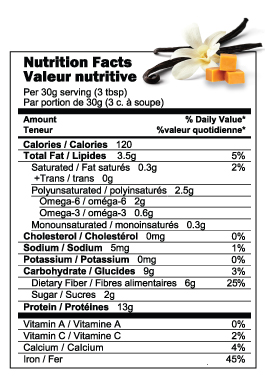 Nutrition Facts
Valeur nutritive
Per 30g serving (3 tbsp)
Par portion de 30g (3 c. à soupe)
Amount % Daily Value*
Teneur %valeur quotidienne*
Calories / Calories 120
Total Fat / Lipides 3.5g 5%
Saturated / Fat saturés 0.3g 2%
+Trans / trans 0g
Polyunsaturated / polyinsaturés 2.5g
Omega-6 / oméga-6 2g
Omega-3 / oméga-3 0.6g
Monounsaturated / monoinsaturés 0.3g
Cholesterol / Cholestérol 0mg 0%
Sodium / Sodium 5mg 1%
Potassium / Potassium 0mg 0%
Carbohydrate / Glucides 9g 3%
Dietary Fiber / Fibres alimentaires 6g 25%
Sugar / Sucres 2g
Protein / Protéines 13g
Vitamin A / Vitamine A 0%
Vitamin C / Vitamine C 2%
Calcium / Calcium 4%
Iron / Fer 45%